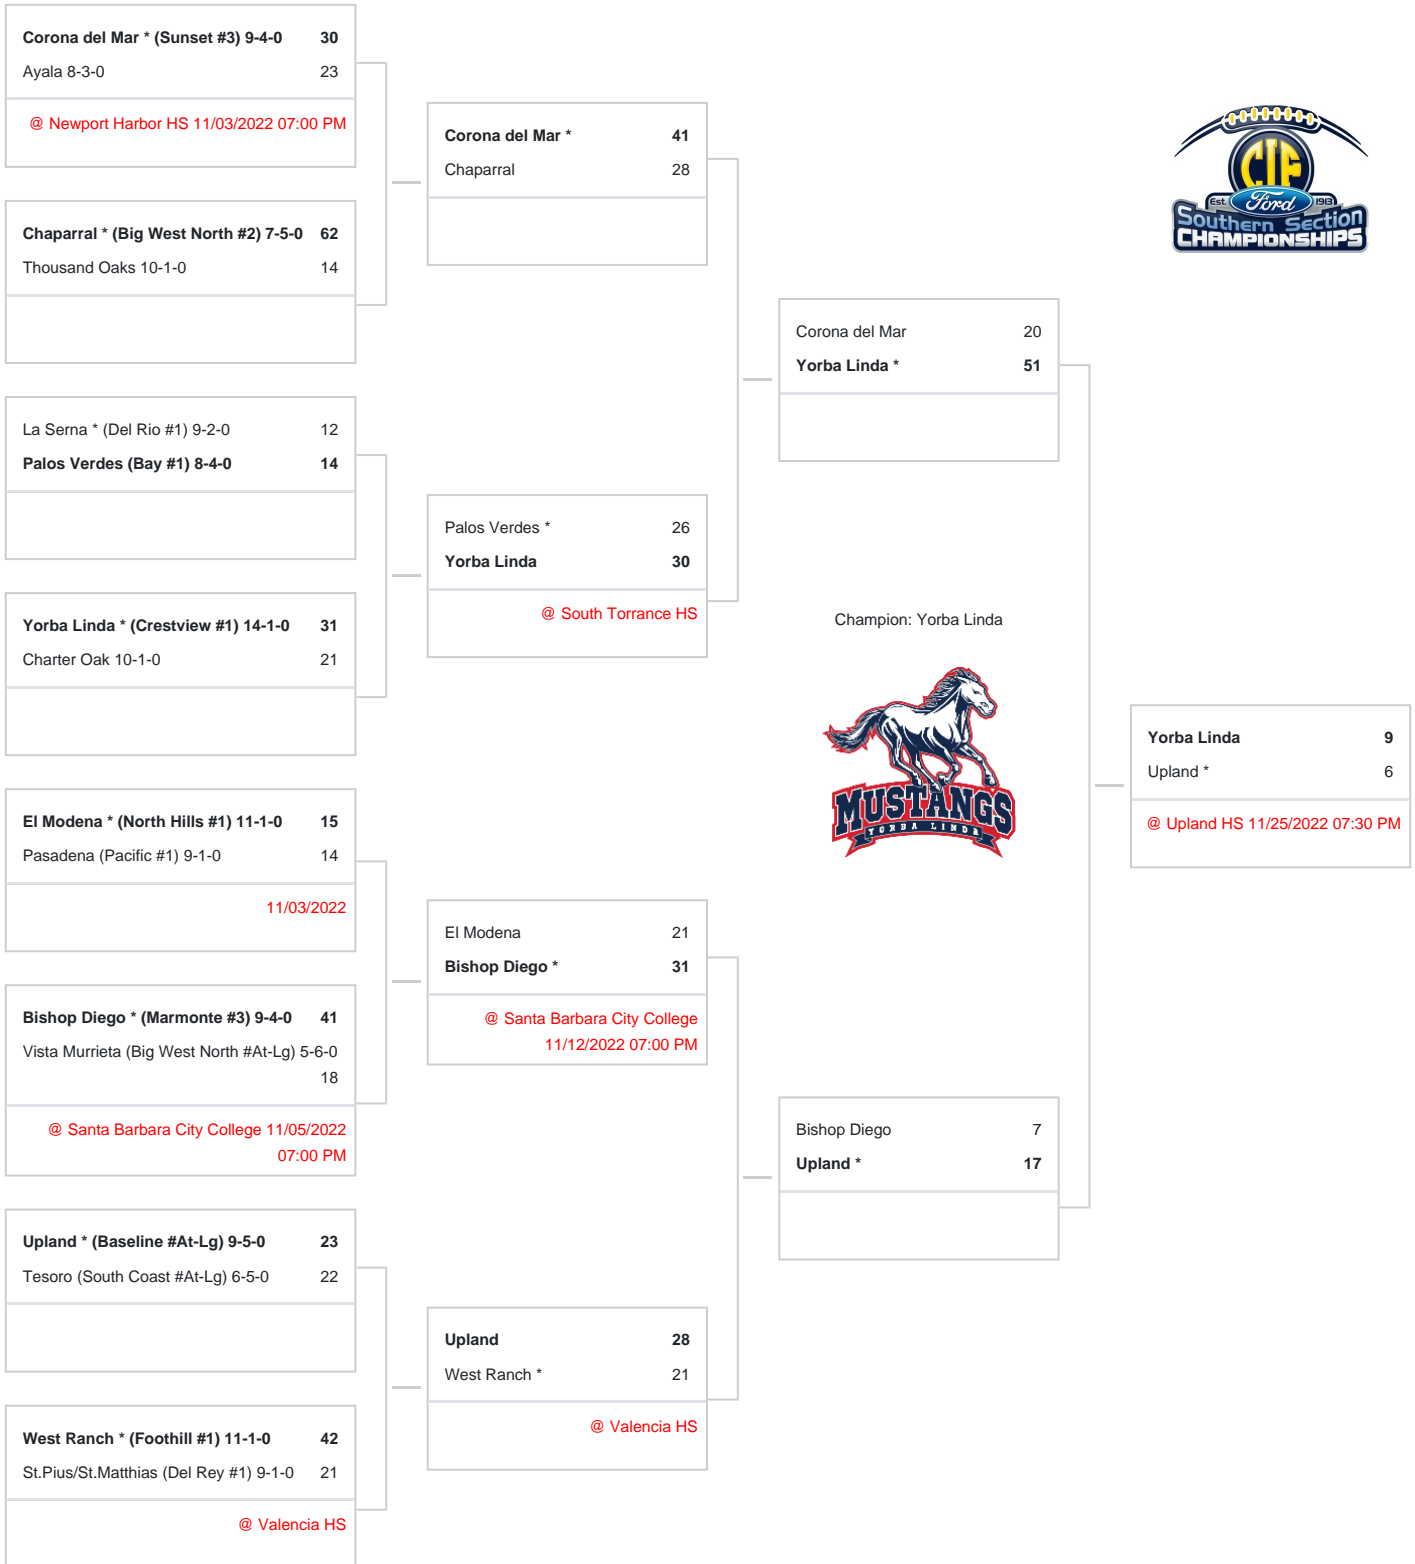 Corona del Mar * (Sunset #3) 9-4-0 30
Ayala 8-3-0 23
@ Newport Harbor HS 11/03/2022 07:00 PM
Chaparral * (Big West North #2) 7-5-0 62
Thousand Oaks 10-1-0 14
La Serna * (Del Rio #1) 9-2-0 12
Palos Verdes (Bay #1) 8-4-0 14
Yorba Linda * (Crestview #1) 14-1-0 31
Charter Oak 10-1-0 21
El Modena * (North Hills #1) 11-1-0 15
Pasadena (Pacific #1) 9-1-0 14
11/03/2022
Bishop Diego * (Marmonte #3) 9-4-0 41
Vista Murrieta (Big West North #At-Lg) 5-6-0
18
@ Santa Barbara City College 11/05/2022
07:00 PM
Upland * (Baseline #At-Lg) 9-5-0 23
Tesoro (South Coast #At-Lg) 6-5-0 22
West Ranch * (Foothill #1) 11-1-0 42
St.Pius/St.Matthias (Del Rey #1) 9-1-0 21
@ Valencia HS
Corona del Mar * 41
Chaparral 28
Palos Verdes * 26
Yorba Linda 30
@ South Torrance HS
El Modena 21
Bishop Diego * 31
@ Santa Barbara City College
11/12/2022 07:00 PM
Upland 28
West Ranch * 21
@ Valencia HS
Corona del Mar 20
Yorba Linda * 51
Champion: Yorba Linda
MUSTANGS
YORBA LINDA
Bishop Diego 7
Upland * 17
CIF
Est. Ford 1913
Southern Section
CHAMPIONSHIPS
Yorba Linda 9
Upland * 6
@ Upland HS 11/25/2022 07:30 PM